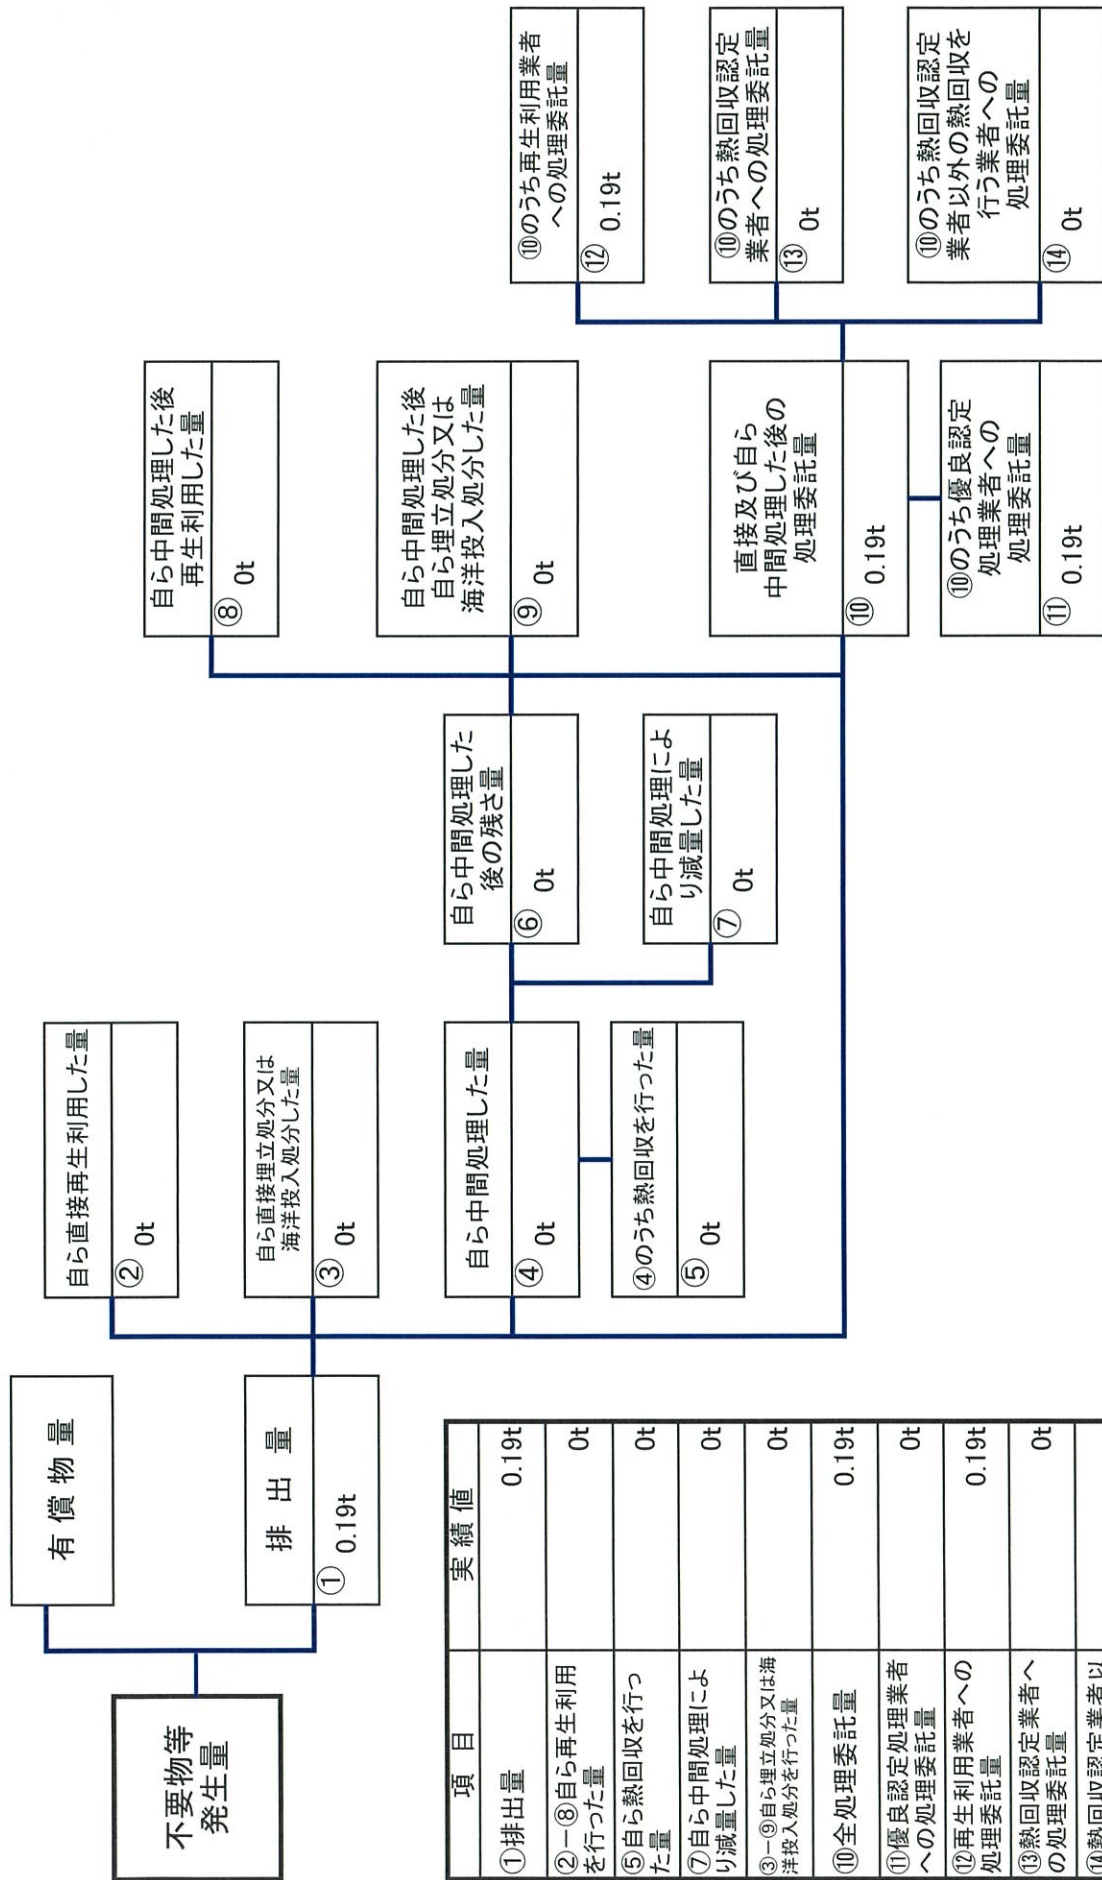 不要物等
発生量
有 償 物 量
排 出 量
① 0.19t
自ら直接再生利用した量
② 0t
自ら直接埋立処分又は
海洋投入処分した量
③ 0t
自ら中間処理した量
④ 0t
④のうち熱回収を行った量
⑤ 0t
自ら中間処理した
後の残さ量
⑥ 0t
自ら中間処理によ
り減量した量
⑦ 0t
自ら中間処理した後
再生利用した量
⑧ 0t
自ら中間処理した後
自ら埋立処分又は
海洋投入処分した量
⑨ 0t
直接及び自ら
中間処理した後の
処理委託量
⑩ 0.19t
⑩のうち優良認定
処理業者への
処理委託量
⑪ 0.19t
⑩のうち再生利用業者
への処理委託量
⑫ 0.19t
⑩のうち熱回収認定
業者への処理委託量
⑬ 0t
⑩のうち熱回収認定
業者以外の熱回収を
行う業者への
処理委託量
⑭ 0t
項 目 実 績 値
①排出量 0.19t
②－⑧自ら再生利用
を行った量 0t
⑤自ら熱回収を行っ
た量 0t
⑦自ら中間処理によ
り減量した量 0t
③－⑨自ら埋立処分又は海
洋投入処分を行った量 0t
⑩全処理委託量 0.19t
⑪優良認定処理業者
への処理委託量 0t
⑫再生利用業者への
処理委託量 0.19t
⑬熱回収認定業者へ
の処理委託量 0t
⑭熱回収認定業者以